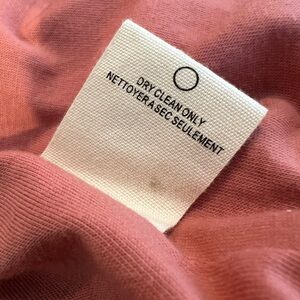 DRY CLEAN ONLY
NETTOYER A SEC SEULEMENT